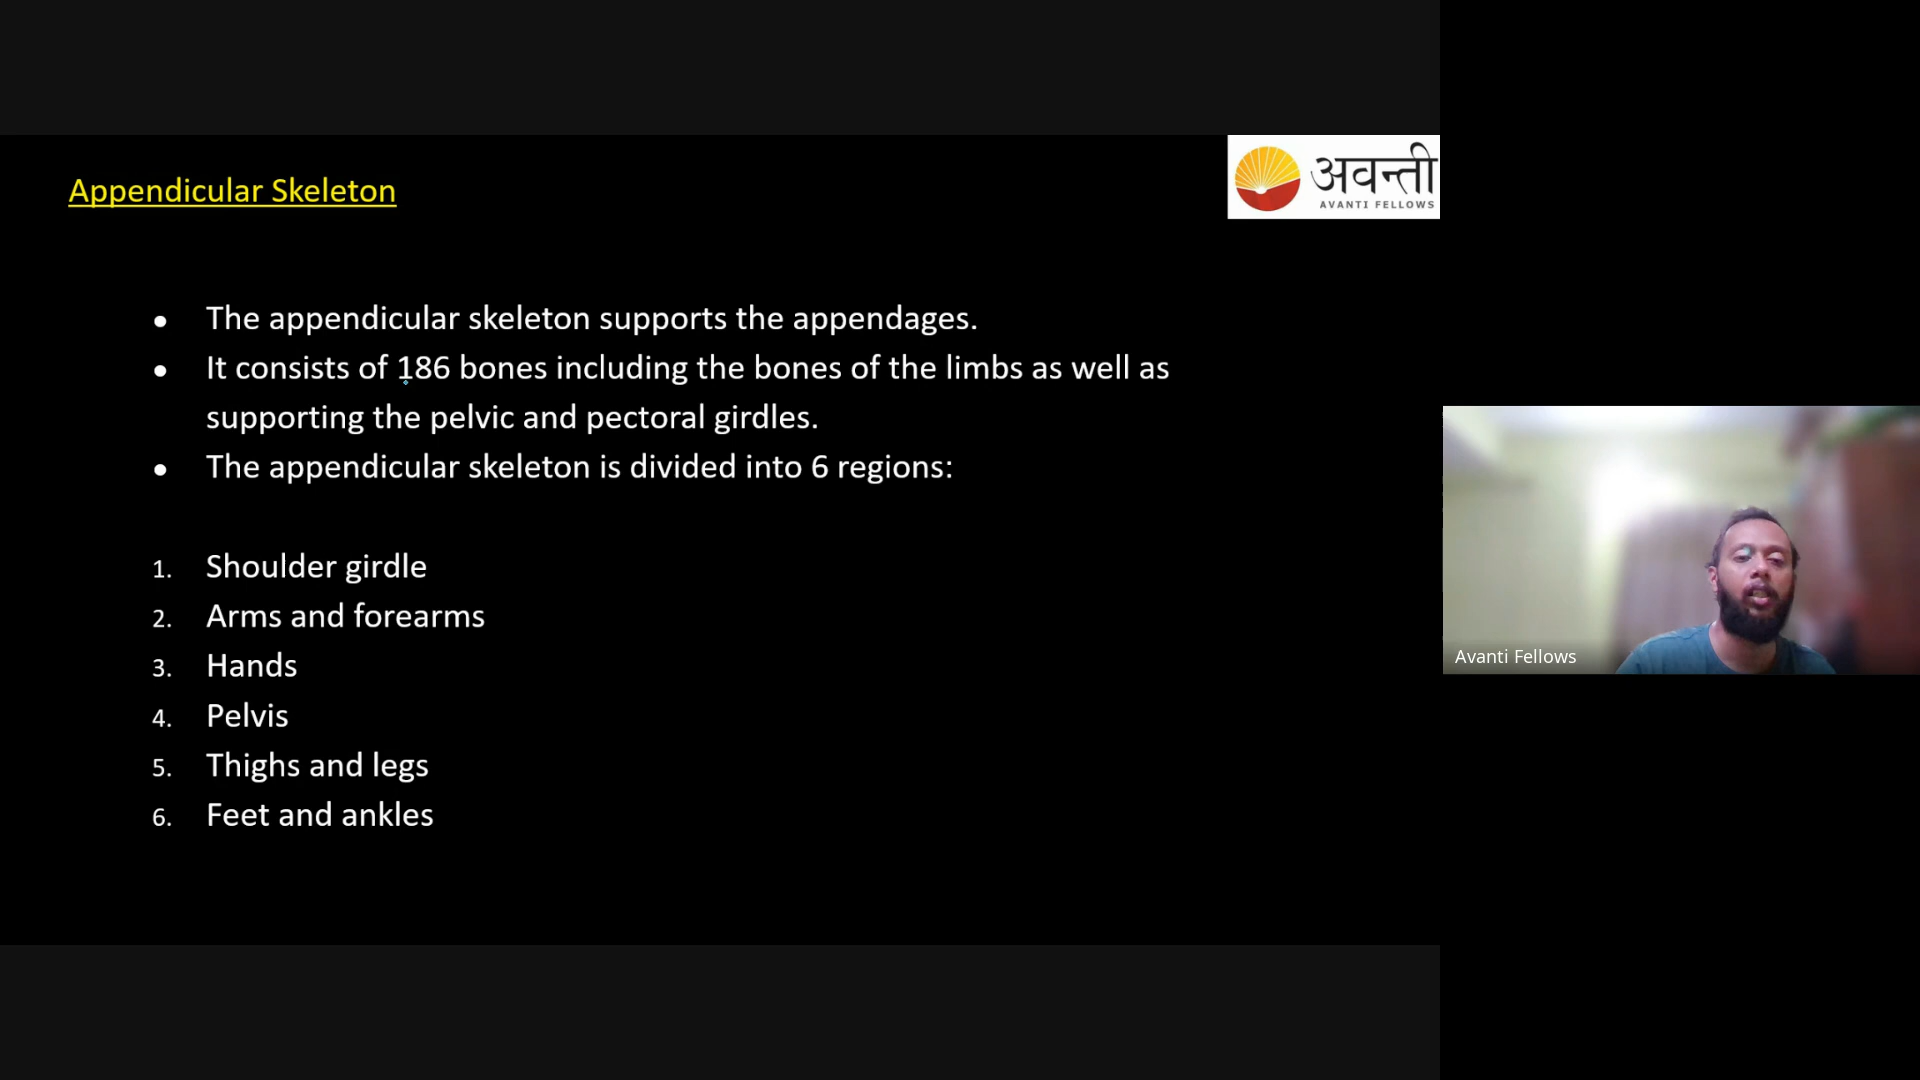 Appendicular Skeleton
अवन्ती
AVANTI FELLOWS
● The appendicular skeleton supports the appendages.
● It consists of 186 bones including the bones of the limbs as well as
supporting the pelvic and pectoral girdles.
● The appendicular skeleton is divided into 6 regions:
1. Shoulder girdle
2. Arms and forearms
3. Hands
4. Pelvis
5. Thighs and legs
6. Feet and ankles
Avanti Fellows